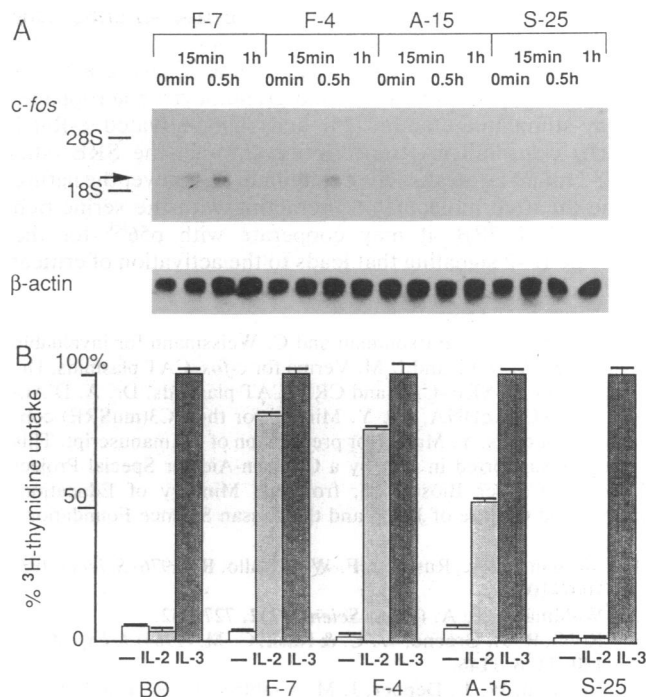 A
F-7 F-4 A-15 S-25
15min 1h 15min 1h 15min 1h 15min 1h
0min 0.5h 0min 0.5h 0min 0.5h 0min 0.5h
c-fos
28S
18S
β-actin
B
100%
50
0
% ³H-thymidine uptake
— IL-2 IL-3 — IL-2 IL-3 — IL-2 IL-3 — IL-2 IL-3 — IL-2 IL-3
BO F-7 F-4 A-15 S-25